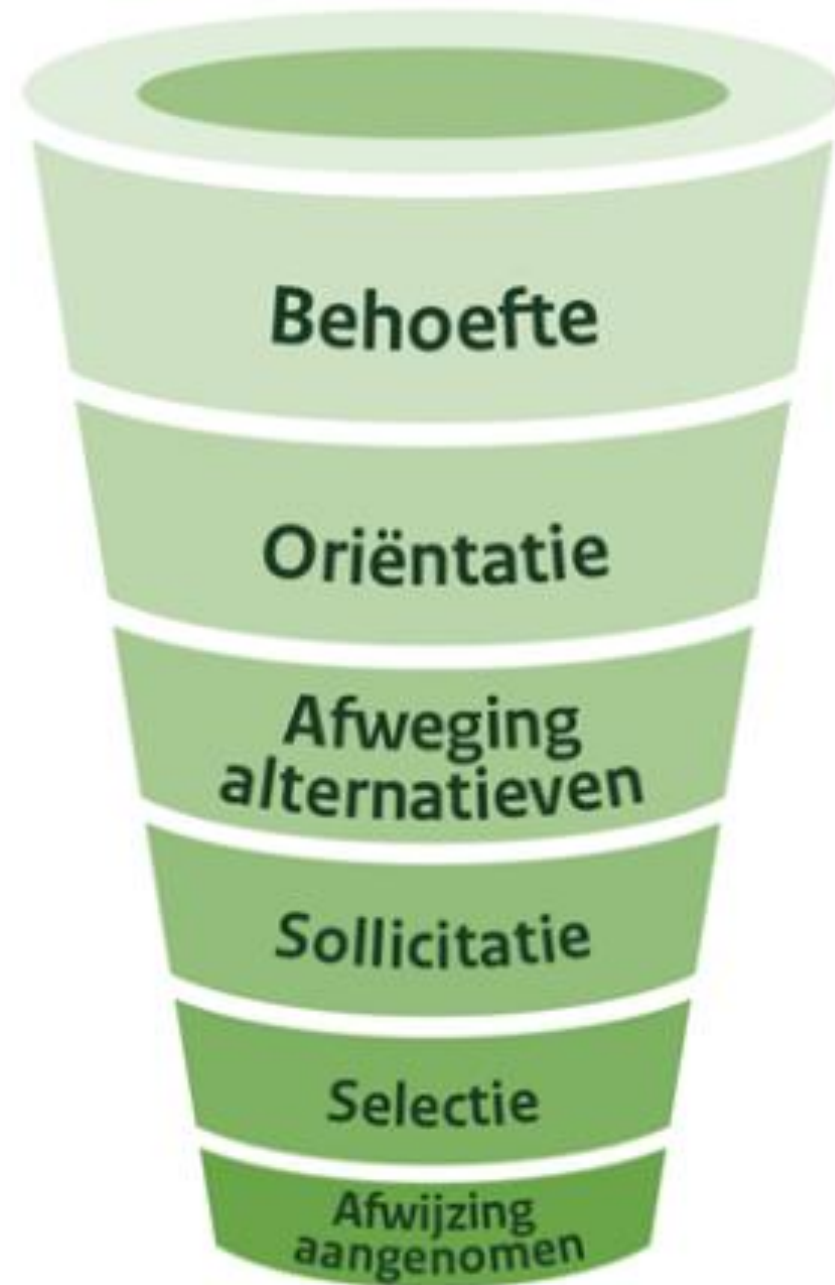 Behoefte
Oriëntatie
Afweging
alternatieven
Sollicitatie
Selectie
Afwijzing
aangenomen